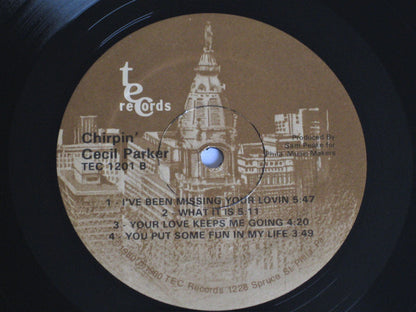 tec
records
Chirpin'
Cecil Parker
TEC 1201 B
Produced By
Sam Peake for
Phila. Music Makers
1 - I'VE BEEN MISSING YOUR LOVIN 5:47
2 - WHAT IT IS 5:11
3 - YOUR LOVE KEEPS ME GOING 4:20
4 - YOU PUT SOME FUN IN MY LIFE 3:49
1980 TEC Records 1228 Spruce St.